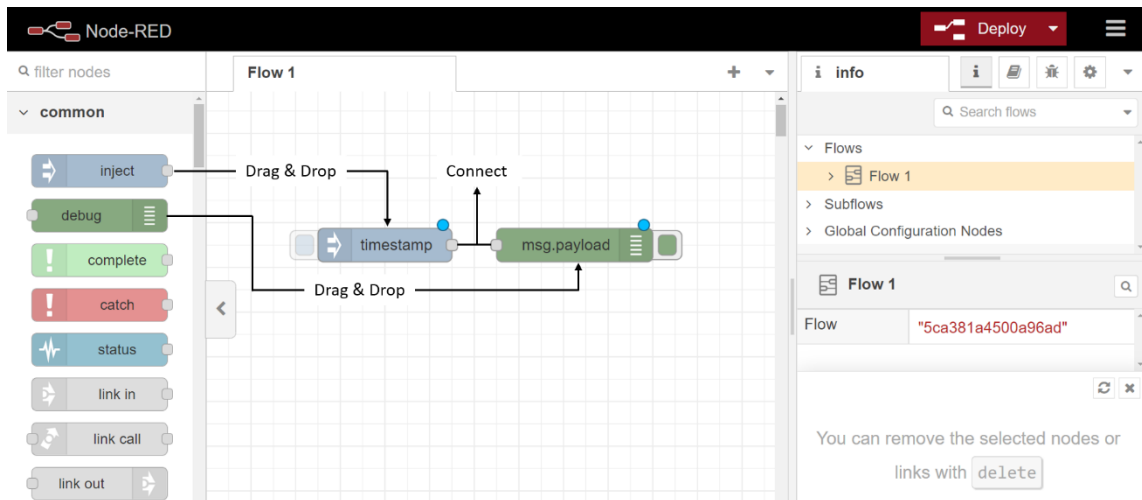 Node-RED
Deploy
filter nodes
Flow 1
i info
i
Search flows
common
inject
debug
complete
catch
status
link in
link call
link out
Drag & Drop
Connect
timestamp
msg.payload
Drag & Drop
Flows
Flow 1
Subflows
Global Configuration Nodes
Flow 1
Flow "5ca381a4500a96ad"
You can remove the selected nodes or
links with delete